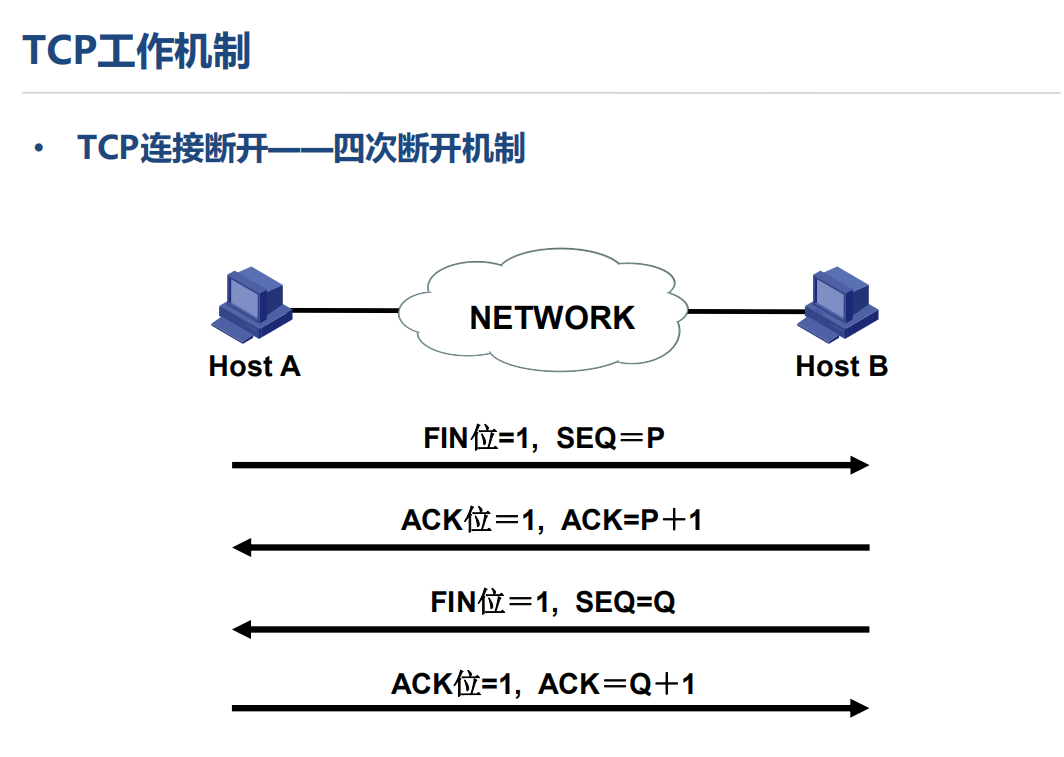 TCP工作机制
• TCP连接断开——四次断开机制
NETWORK
Host A
Host B
FIN位=1, SEQ＝P
ACK位＝1, ACK=P＋1
FIN位＝1, SEQ=Q
ACK位=1, ACK＝Q＋1